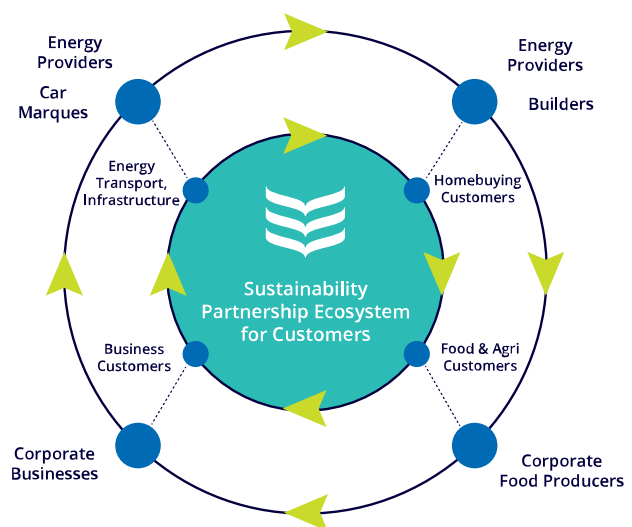 Energy
Providers
Car
Marques
Energy
Providers
Builders
Energy
Transport,
Infrastructure
Homebuying
Customers
Sustainability
Partnership Ecosystem
for Customers
Business
Customers
Food & Agri
Customers
Corporate
Businesses
Corporate
Food Producers